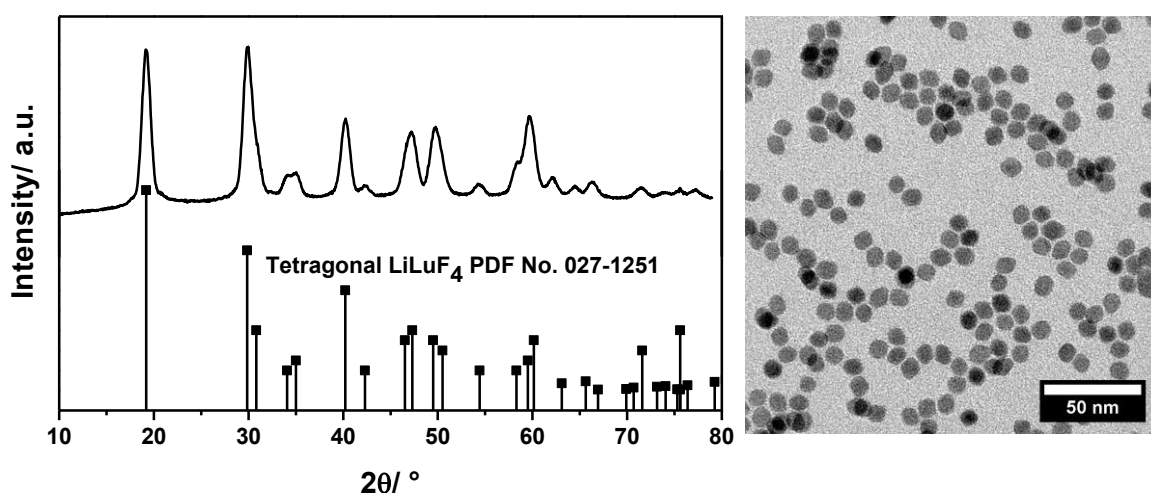 Intensity/ a.u.
Tetragonal LiLuF₄ PDF No. 027-1251
10 20 30 40 50 60 70 80
2θ/ °
50 nm